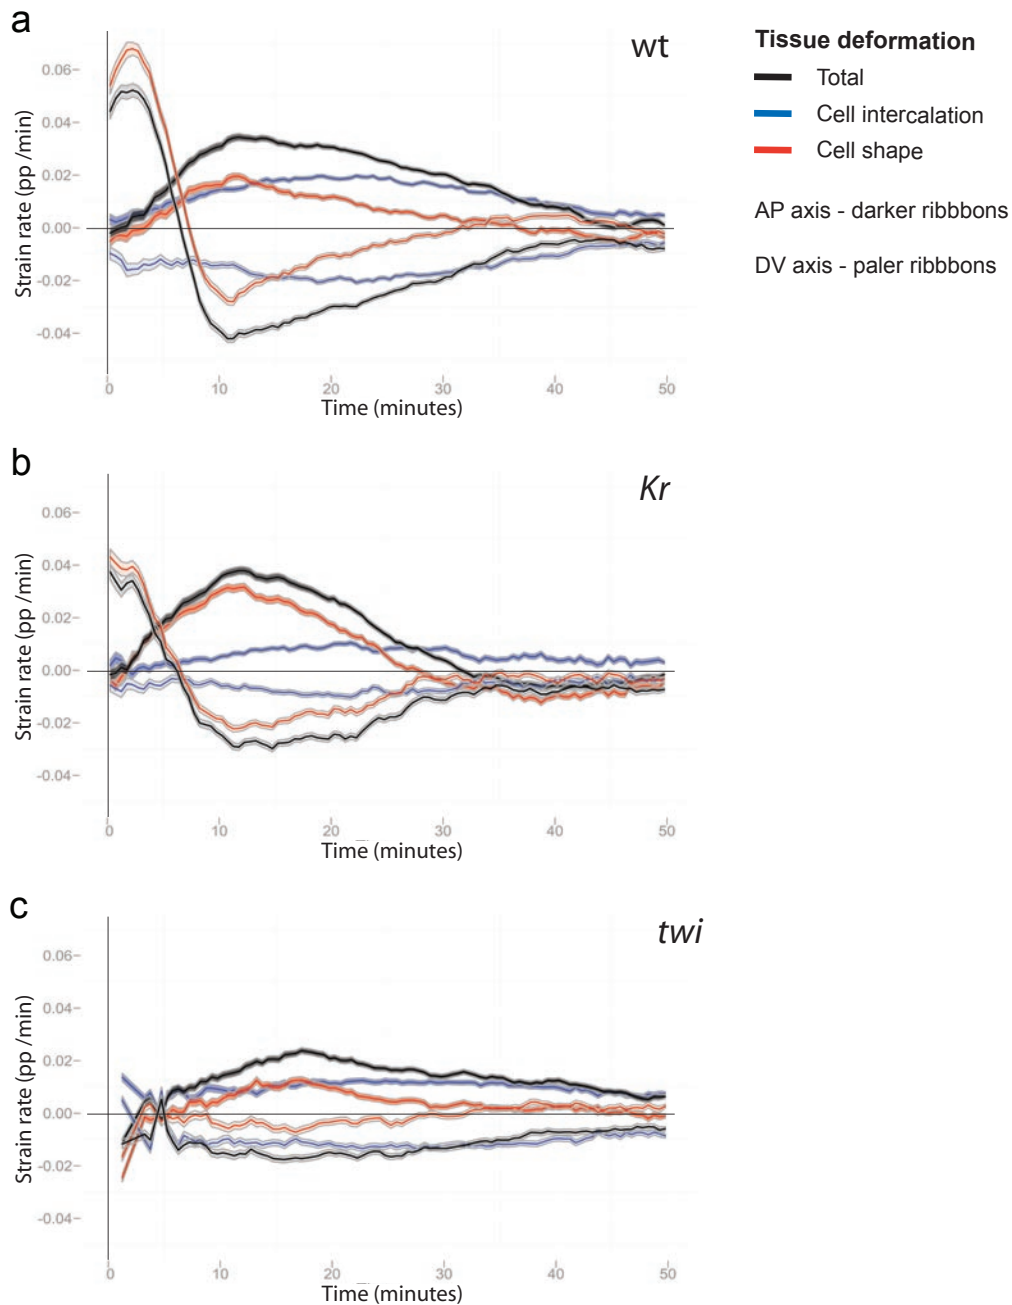 a
wt
Strain rate (pp /min)
0.06
0.04
0.02
0.00
-0.02
-0.04
0 10 20 30 40 50
Time (minutes)
Tissue deformation
Total
Cell intercalation
Cell shape
AP axis - darker ribbbons
DV axis - paler ribbbons
b
Kr
Strain rate (pp /min)
0.06
0.04
0.02
0.00
-0.02
-0.04
0 10 20 30 40 50
Time (minutes)
c
twi
Strain rate (pp /min)
0.06
0.04
0.02
0.00
-0.02
-0.04
0 10 20 30 40 50
Time (minutes)